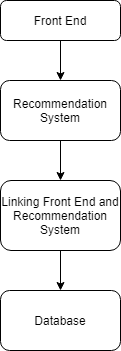 Front End
Recommendation
System
Linking Front End and
Recommendation
System
Database